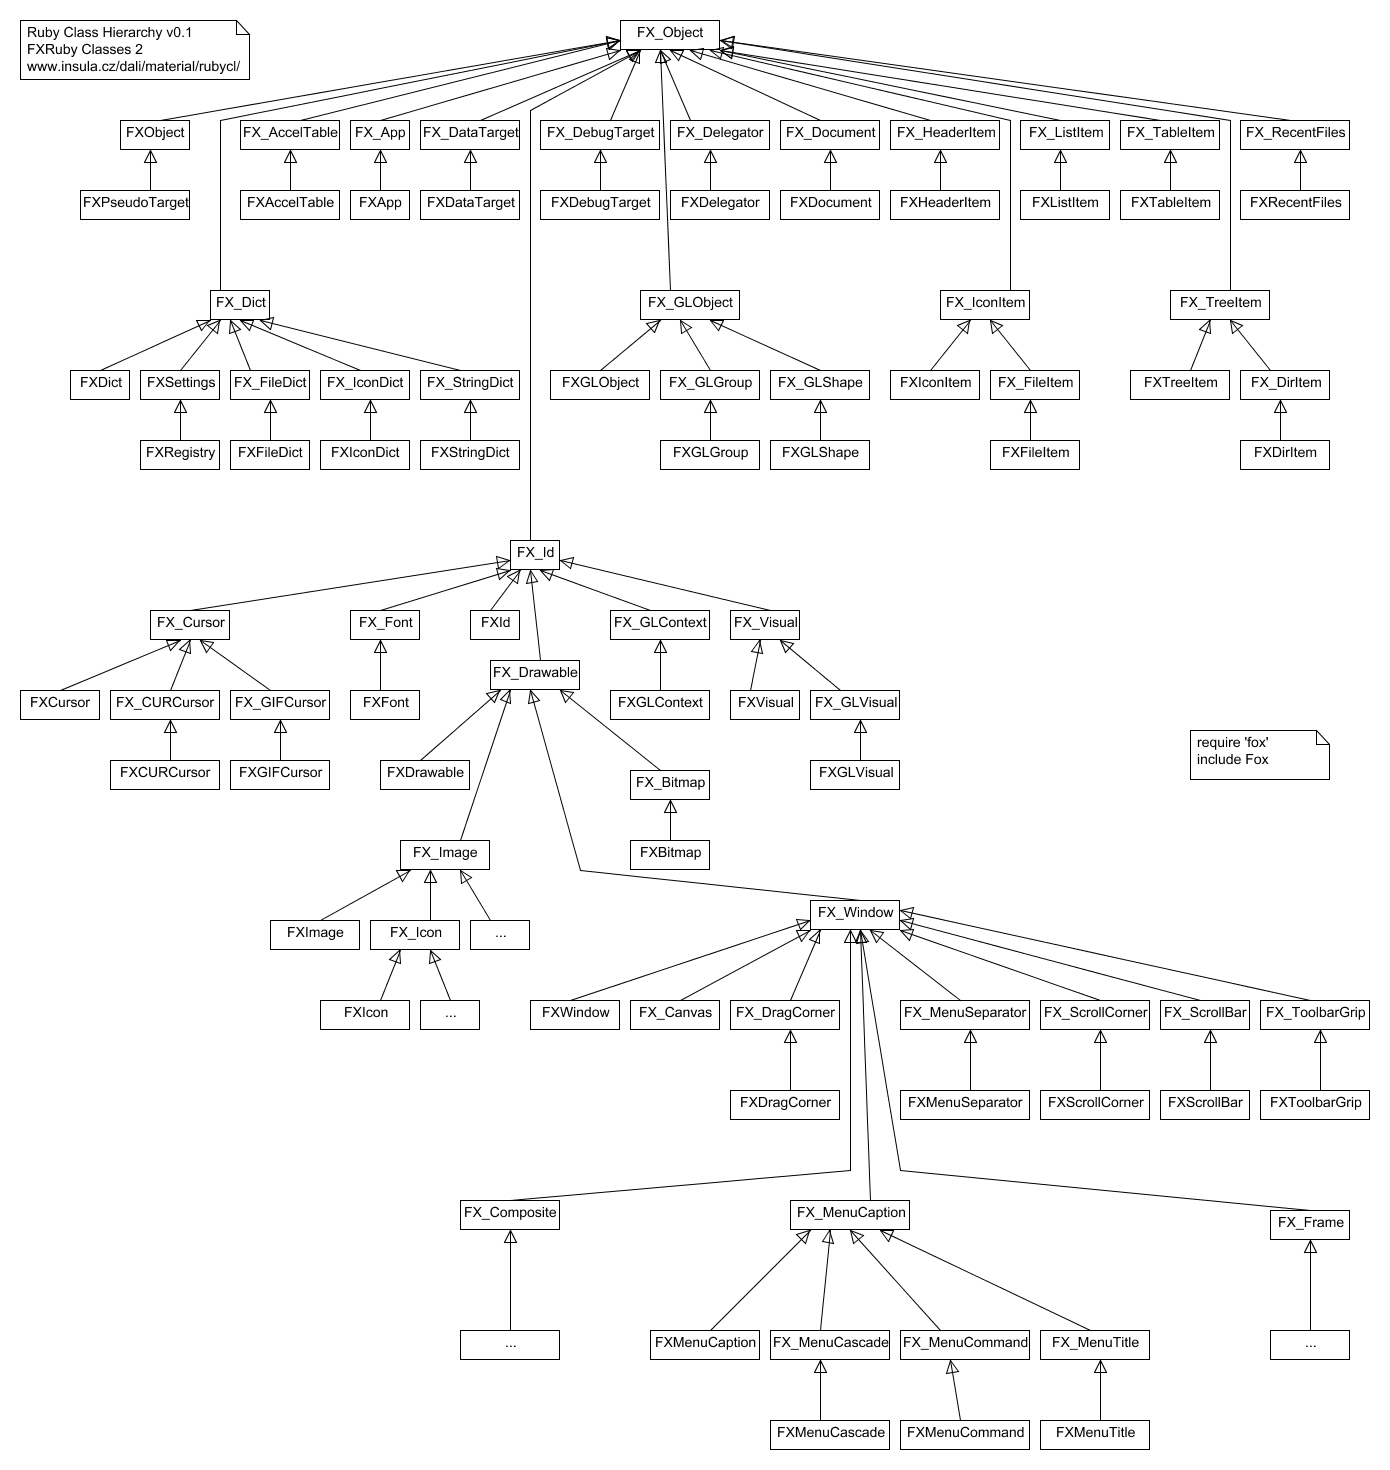 Ruby Class Hierarchy v0.1
FXRuby Classes 2
www.insula.cz/dali/material/rubycl/
FX_Object
FXObject
FX_AccelTable
FX_App
FX_DataTarget
FX_DebugTarget
FX_Delegator
FX_Document
FX_HeaderItem
FX_ListItem
FX_TableItem
FX_RecentFiles
FXPseudoTarget
FXAccelTable
FXApp
FXDataTarget
FXDebugTarget
FXDelegator
FXDocument
FXHeaderItem
FXListItem
FXTableItem
FXRecentFiles
FX_Dict
FX_GLObject
FX_IconItem
FX_TreeItem
FXDict
FXSettings
FX_FileDict
FX_IconDict
FX_StringDict
FXGLObject
FX_GLGroup
FX_GLShape
FXIconItem
FX_FileItem
FXTreeItem
FX_DirItem
FXRegistry
FXFileDict
FXIconDict
FXStringDict
FXGLGroup
FXGLShape
FXFileItem
FXDirItem
FX_Id
FX_Cursor
FX_Font
FXId
FX_GLContext
FX_Visual
FX_Drawable
FXCursor
FX_CURCursor
FX_GIFCursor
FXFont
FXGLContext
FXVisual
FX_GLVisual
require 'fox'
include Fox
FXCURCursor
FXGIFCursor
FXDrawable
FX_Bitmap
FXGLVisual
FX_Image
FXBitmap
FX_Window
FXImage
FX_Icon
...
FXIcon
...
FXWindow
FX_Canvas
FX_DragCorner
FX_MenuSeparator
FX_ScrollCorner
FX_ScrollBar
FX_ToolbarGrip
FXDragCorner
FXMenuSeparator
FXScrollCorner
FXScrollBar
FXToolbarGrip
FX_Composite
FX_MenuCaption
FX_Frame
...
FXMenuCaption
FX_MenuCascade
FX_MenuCommand
FX_MenuTitle
...
FXMenuCascade
FXMenuCommand
FXMenuTitle